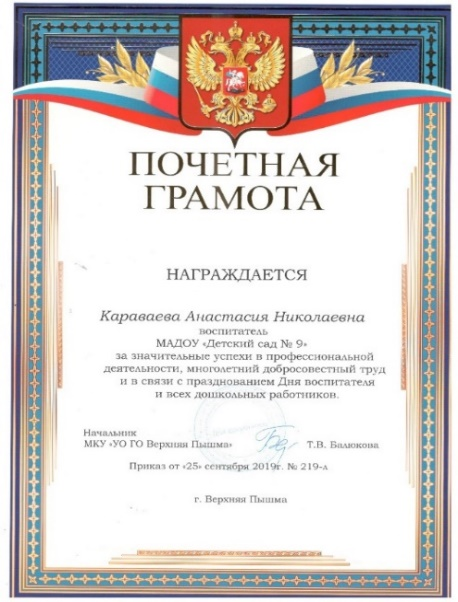 ПОЧЕТНАЯ
ГРАМОТА
НАГРАЖДАЕТСЯ
Караваева Анастасия Николаевна
воспитатель
МАДОУ «Детский сад № 9»
за значительные успехи в профессиональной
деятельности, многолетний добросовестный труд
и в связи с празднованием Дня воспитателя
и всех дошкольных работников.
Начальник
МКУ «УО ГО Верхняя Пышма» Т.В. Балюкова
Приказ от «25» сентября 2019г. № 219-л
г. Верхняя Пышма